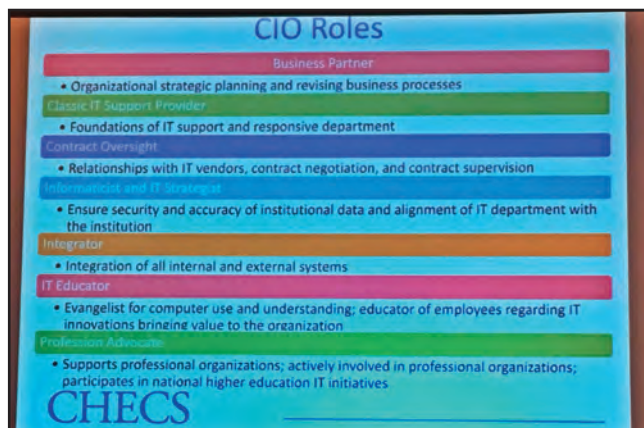 CIO Roles
Business Partner
• Organizational strategic planning and revising business processes
Classic IT Support Provider
• Foundations of IT support and responsive department
Contract Oversight
• Relationships with IT vendors, contract negotiation, and contract supervision
Informaticist and IT Strategist
• Ensure security and accuracy of institutional data and alignment of IT department with
the institution
Integrator
• Integration of all internal and external systems
IT Educator
• Evangelist for computer use and understanding; educator of employees regarding IT
innovations bringing value to the organization
Profession Advocate
• Supports professional organizations; actively involved in professional organizations;
participates in national higher education IT initiatives
CHECS